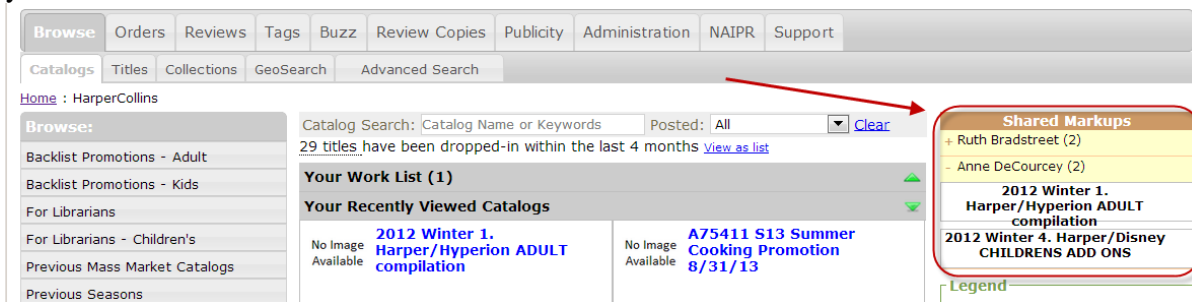 Browse Orders Reviews Tags Buzz Review Copies Publicity Administration NAIPR Support
Catalogs Titles Collections GeoSearch Advanced Search
Home : HarperCollins
Browse:
Backlist Promotions - Adult
Backlist Promotions - Kids
For Librarians
For Librarians - Children's
Previous Mass Market Catalogs
Previous Seasons
Catalog Search: Catalog Name or Keywords Posted: All Clear
29 titles have been dropped-in within the last 4 months View as list
Your Work List (1)
Your Recently Viewed Catalogs
No Image
Available
2012 Winter 1.
Harper/Hyperion ADULT
compilation
No Image
Available
A75411 S13 Summer
Cooking Promotion
8/31/13
Shared Markups
+ Ruth Bradstreet (2)
- Anne DeCourcey (2)
2012 Winter 1.
Harper/Hyperion ADULT
compilation
2012 Winter 4. Harper/Disney
CHILDRENS ADD ONS
Legend